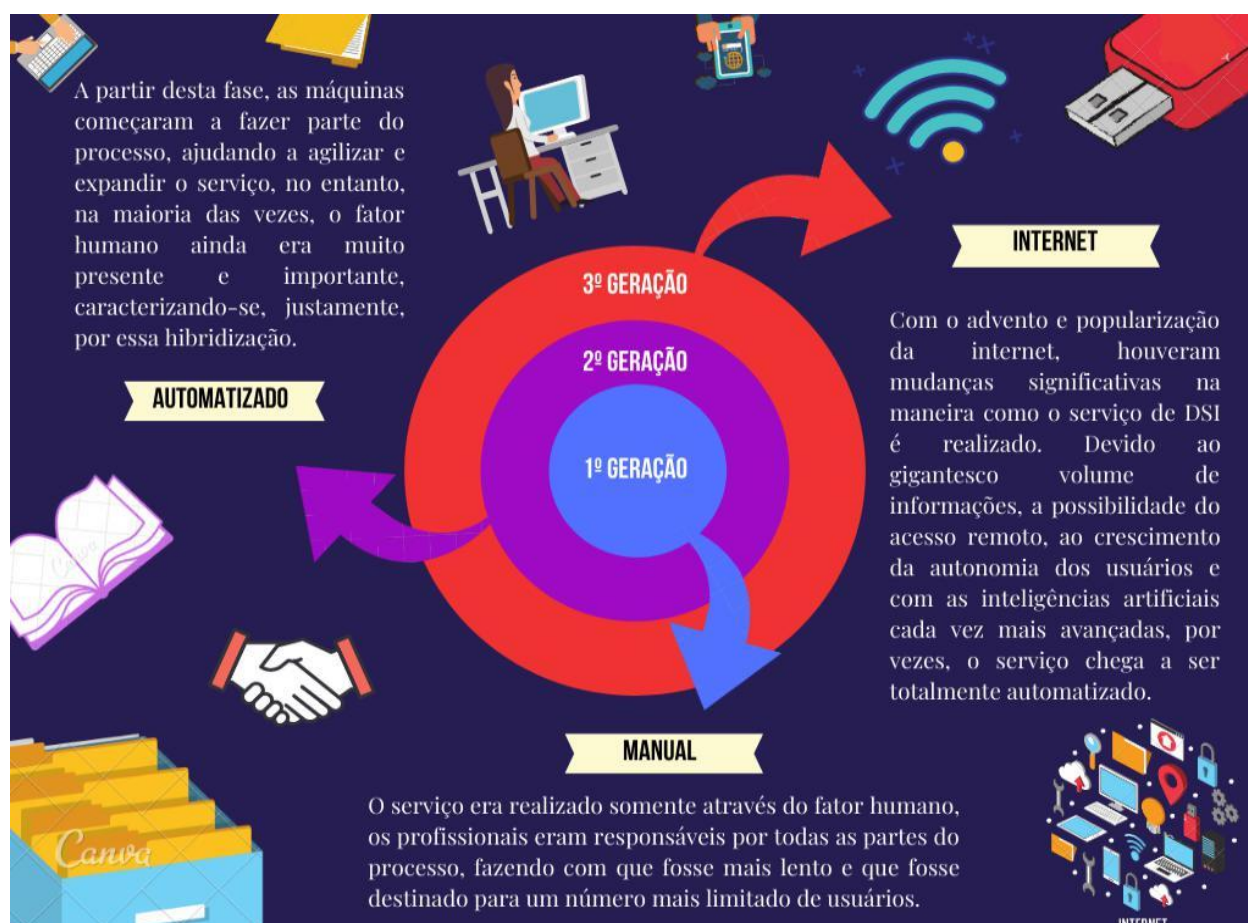 A partir desta fase, as máquinas
começaram a fazer parte do
processo, ajudando a agilizar e
expandir o serviço, no entanto,
na maioria das vezes, o fator
humano ainda era muito
presente e importante,
caracterizando-se, justamente,
por essa hibridização.
AUTOMATIZADO
3º GERAÇÃO
2º GERAÇÃO
1º GERAÇÃO
INTERNET
Com o advento e popularização
da internet, houveram
mudanças significativas na
maneira como o serviço de DSI
é realizado. Devido ao
gigantesco volume de
informações, a possibilidade do
acesso remoto, ao crescimento
da autonomia dos usuários e
com as inteligências artificiais
cada vez mais avançadas, por
vezes, o serviço chega a ser
totalmente automatizado.
MANUAL
O serviço era realizado somente através do fator humano,
os profissionais eram responsáveis por todas as partes do
processo, fazendo com que fosse mais lento e que fosse
destinado para um número mais limitado de usuários.
Canva
Canva
INTERNET